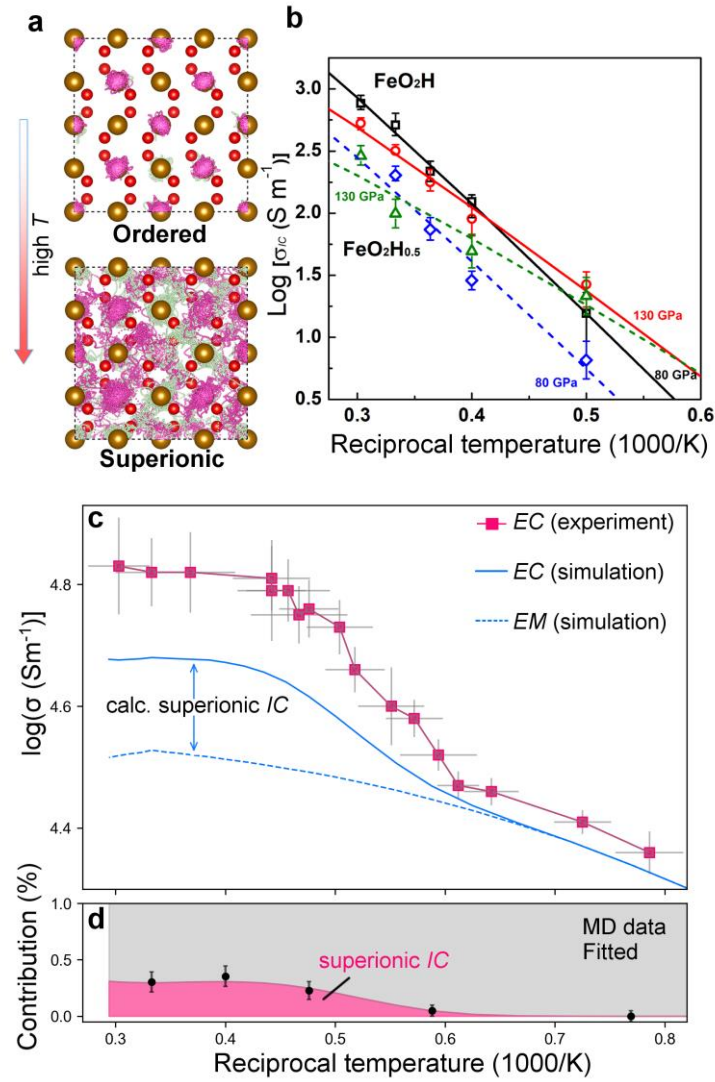 a
high T
Ordered
Superionic
b
Log [σIC (S m⁻¹)]
3.0
2.5
2.0
1.5
1.0
0.5
FeO₂H
130 GPa
FeO₂H₀.₅
130 GPa
80 GPa
80 GPa
0.3 0.4 0.5 0.6
Reciprocal temperature (1000/K)
c
EC (experiment)
EC (simulation)
EM (simulation)
log(σ (Sm⁻¹)]
4.8
4.6
4.4
calc. superionic IC
d
Contribution (%)
1.0
0.5
0.0
MD data
Fitted
superionic IC
0.3 0.4 0.5 0.6 0.7 0.8
Reciprocal temperature (1000/K)